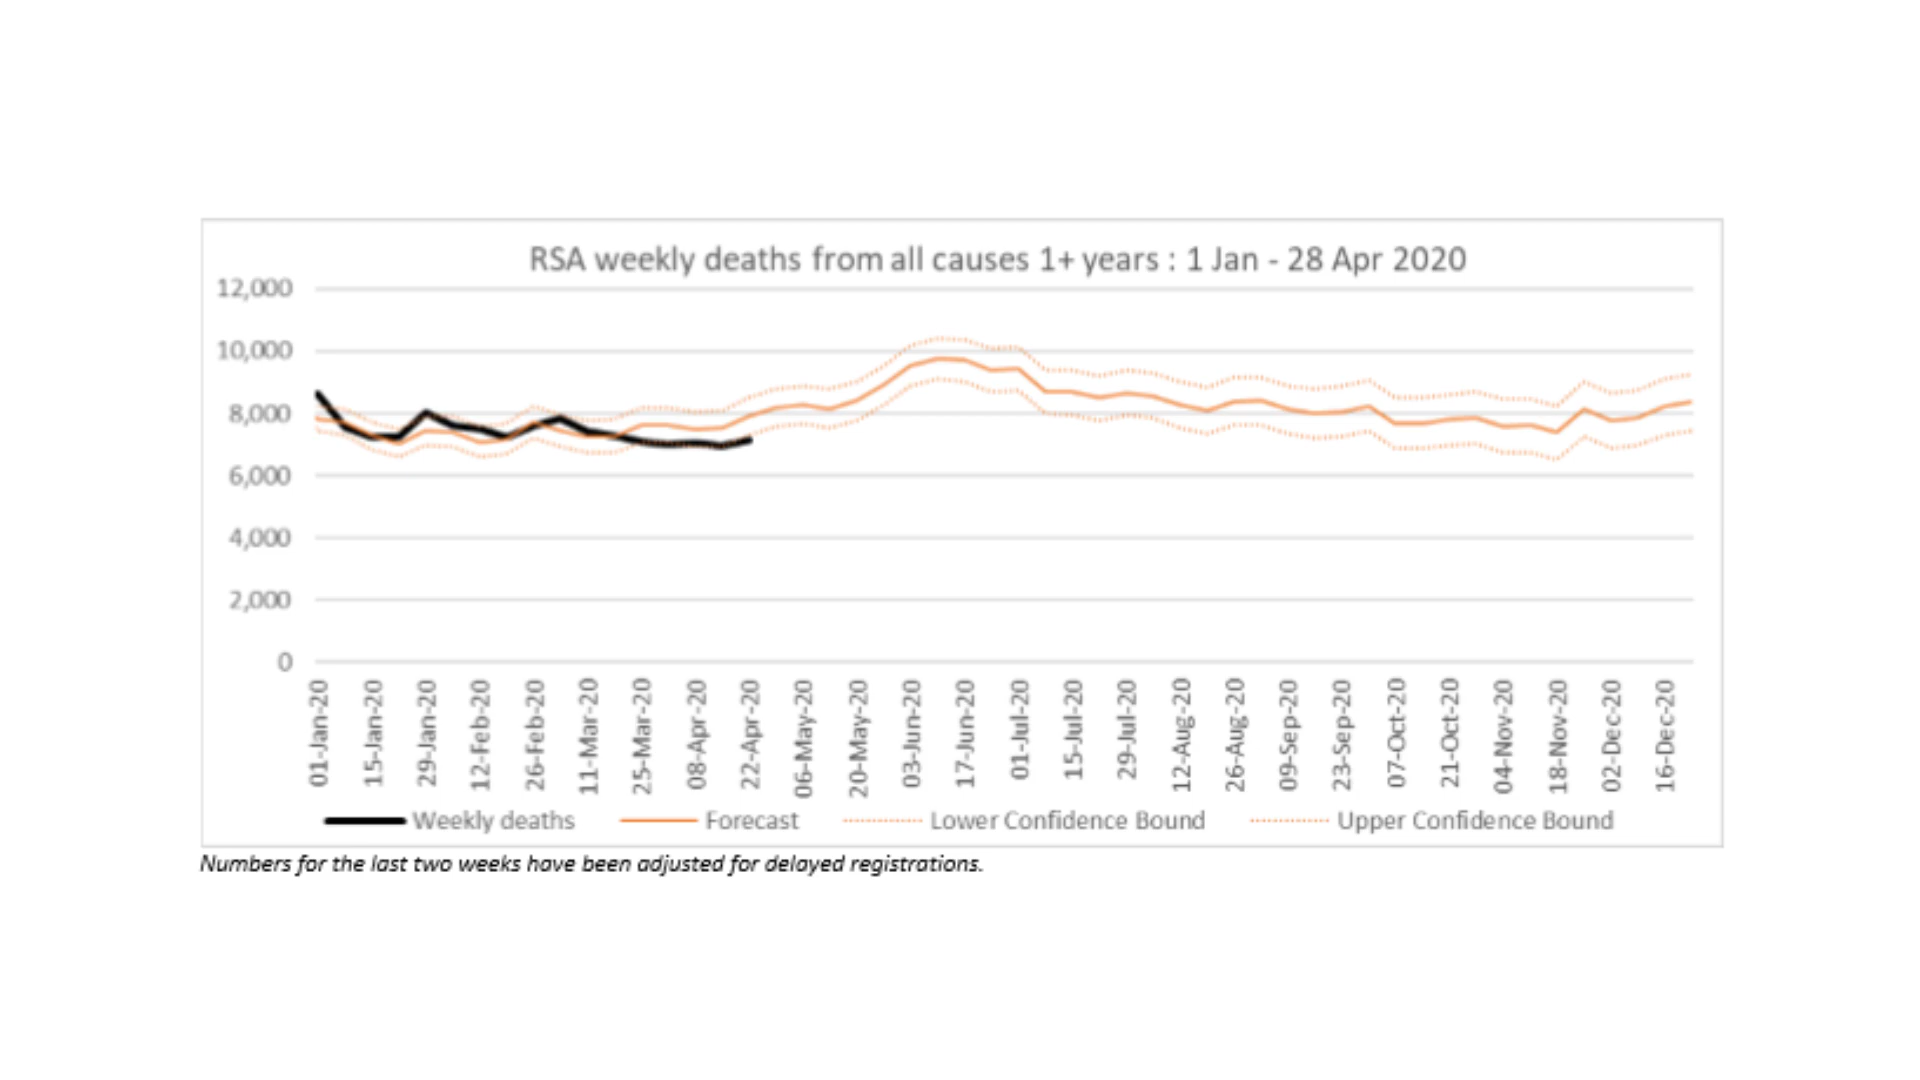 RSA weekly deaths from all causes 1+ years : 1 Jan - 28 Apr 2020
12,000
10,000
8,000
6,000
4,000
2,000
0
01-Jan-20
15-Jan-20
29-Jan-20
12-Feb-20
26-Feb-20
11-Mar-20
25-Mar-20
08-Apr-20
22-Apr-20
06-May-20
20-May-20
03-Jun-20
17-Jun-20
01-Jul-20
15-Jul-20
29-Jul-20
12-Aug-20
26-Aug-20
09-Sep-20
23-Sep-20
07-Oct-20
21-Oct-20
04-Nov-20
18-Nov-20
02-Dec-20
16-Dec-20
Weekly deaths Forecast Lower Confidence Bound Upper Confidence Bound
Numbers for the last two weeks have been adjusted for delayed registrations.